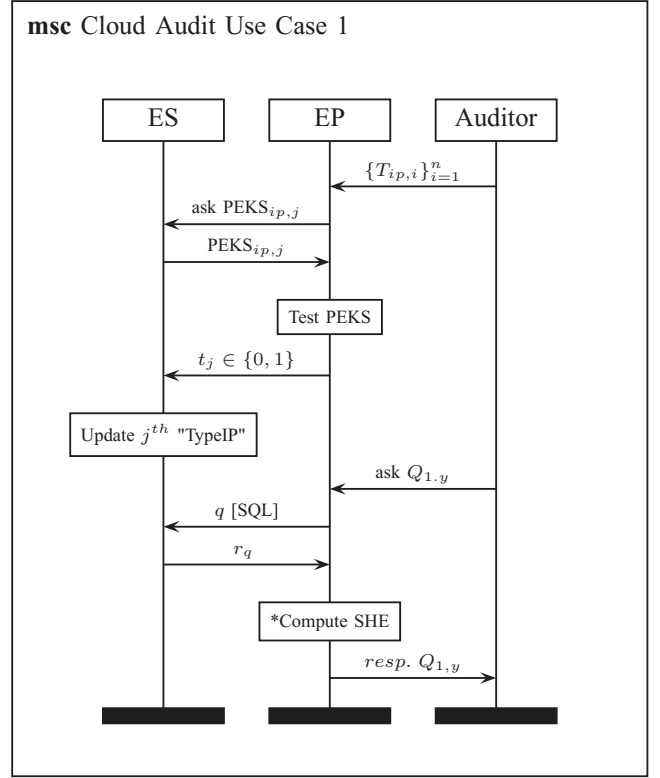 msc Cloud Audit Use Case 1
ES EP Auditor
{T_{ip,i}}_{i=1}^{n}
ask PEKS_{ip,j}
PEKS_{ip,j}
Test PEKS
t_j ∈ {0, 1}
Update j^{th} "TypeIP"
ask Q_{1.y}
q [SQL]
r_q
*Compute SHE
resp. Q_{1,y}